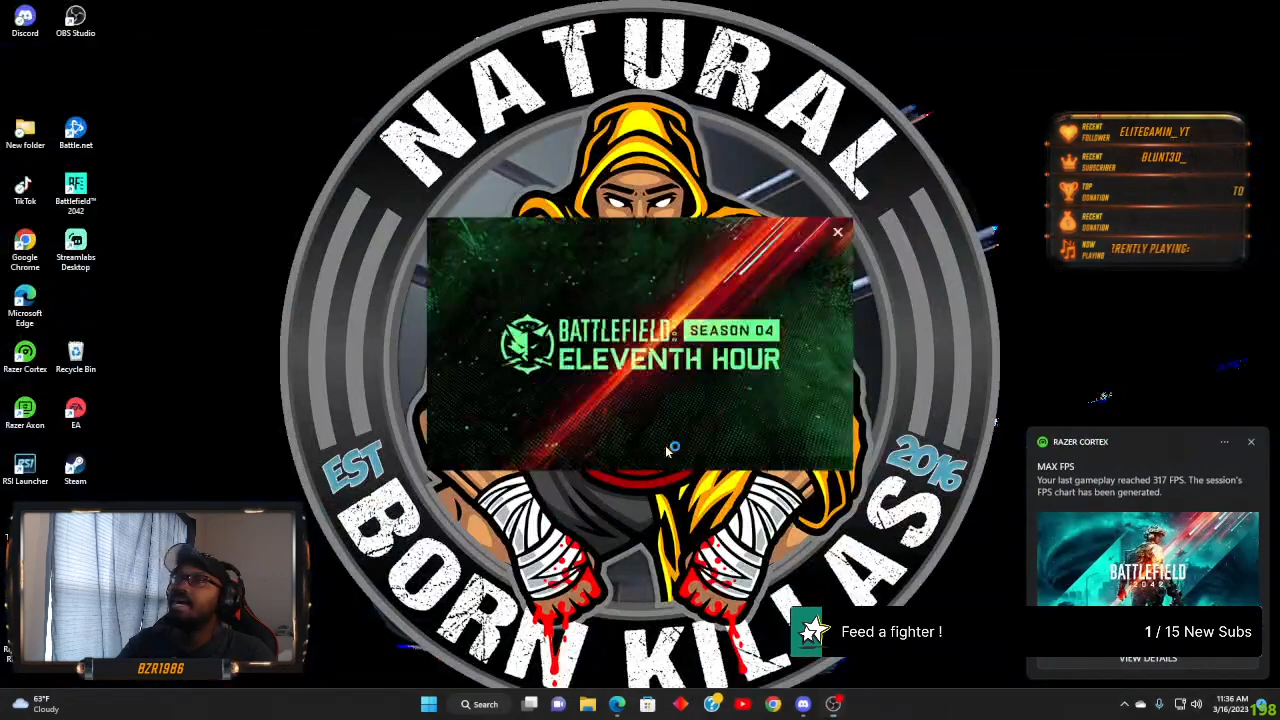 Discord
OBS Studio
New folder
Battle.net
TikTok
Battlefield™
2042
Google
Chrome
Streamlabs
Desktop
Microsoft
Edge
Razer Cortex
Recycle Bin
Razer Axon
EA
RSI Launcher
Steam
NATURAL
BORN KILLAS
EST
2016
BATTLEFIELD 2042 SEASON 04
ELEVENTH HOUR
RECENT
FOLLOWER
ELITEGAMIN_YT
RECENT
SUBSCRIBER
BLUNT3D_
TOP
DONATION
TO
RECENT
DONATION
NOW
PLAYING
RRENTLY PLAYING:
RAZER CORTEX
MAX FPS
Your last gameplay reached 317 FPS. The session's
FPS chart has been generated.
BATTLEFIELD
2042
Feed a fighter !
1 / 15 New Subs
VIEW DETAILS
BZR1986
63°F
Cloudy
Search
11:36 AM
3/16/2023
198